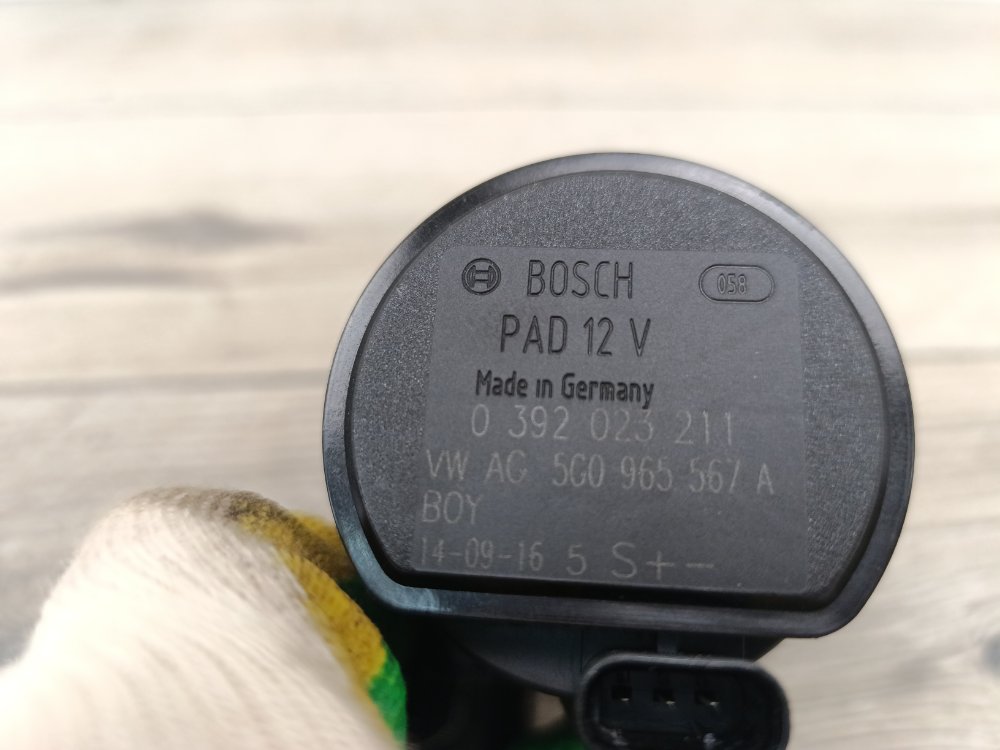 BOSCH 058
PAD 12 V
Made in Germany
0 392 023 211
VW AG 5G0 965 567 A
BOY
14-09-16 5 S+-